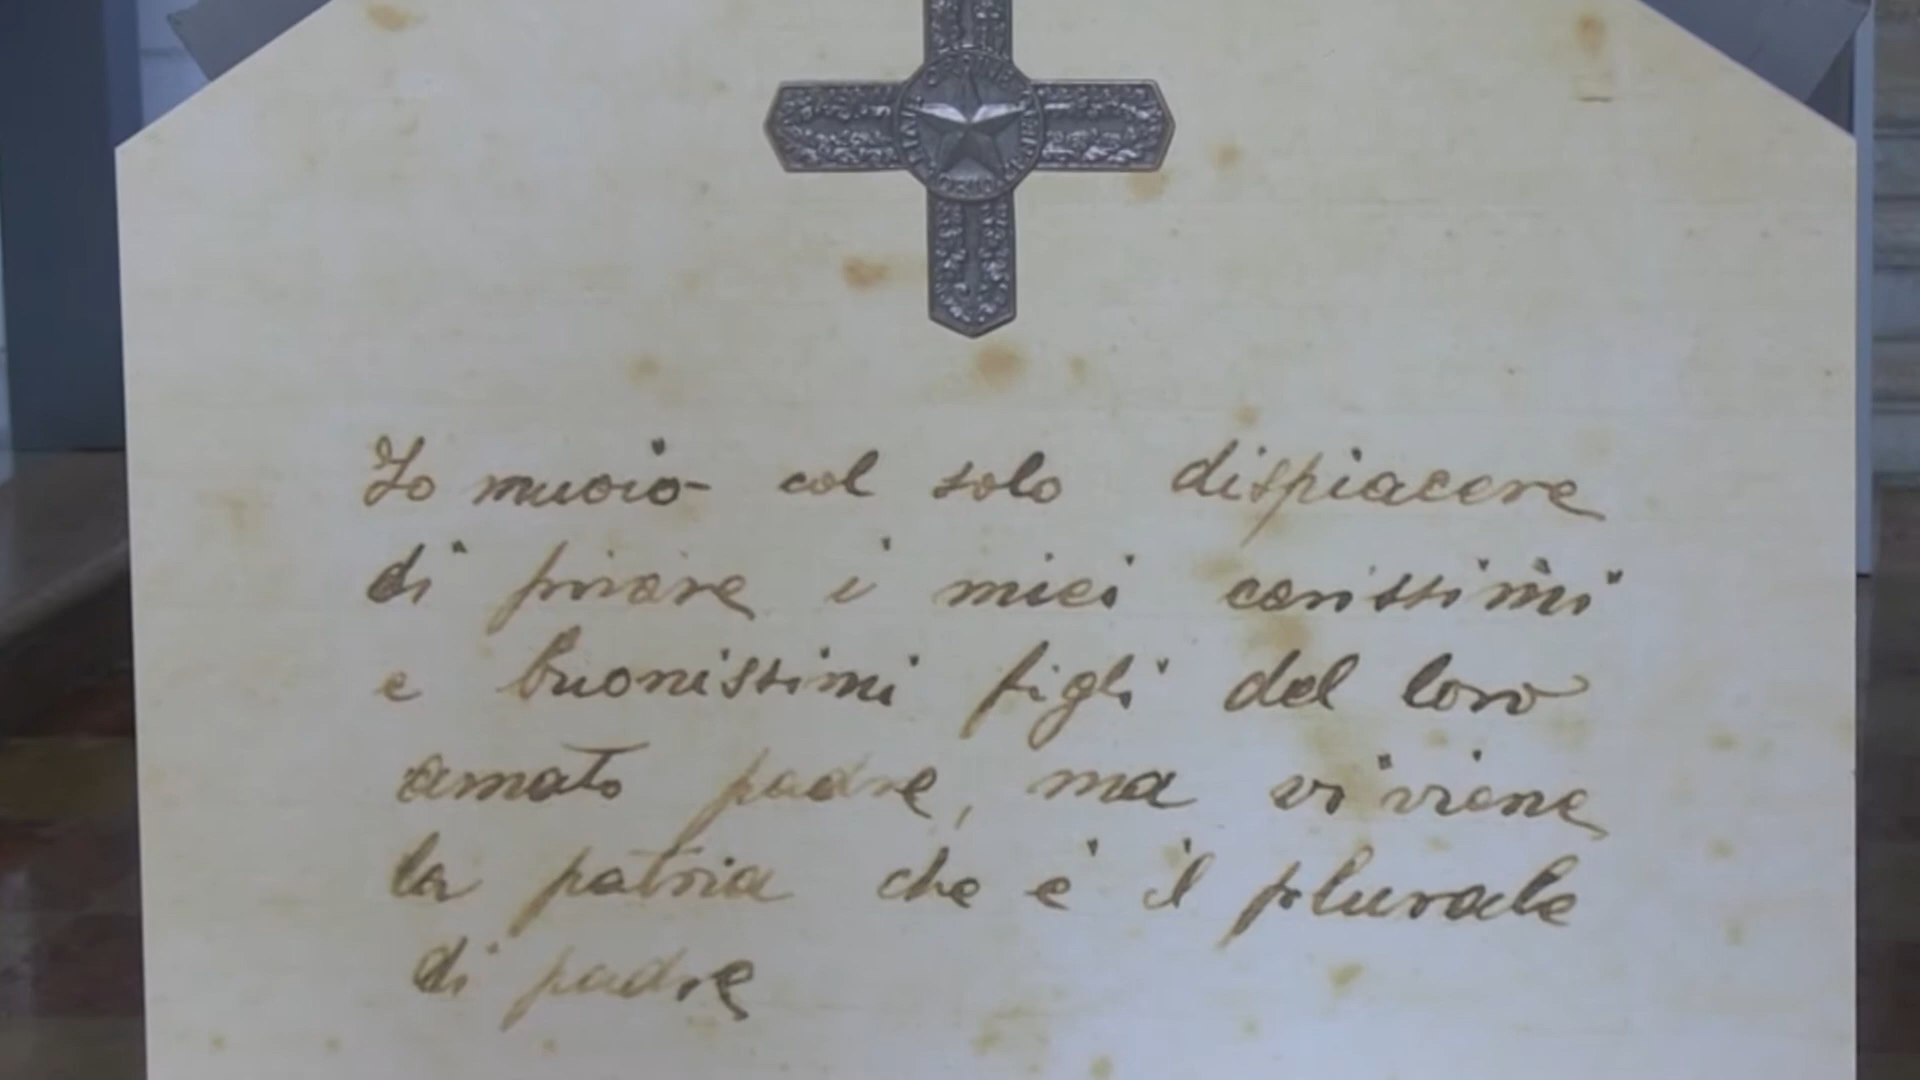 Io muoio col solo dispiacere
di privare i miei carissimi
e buonissimi figli del loro
amato padre, ma vi viene
la patria che è il plurale
di padre